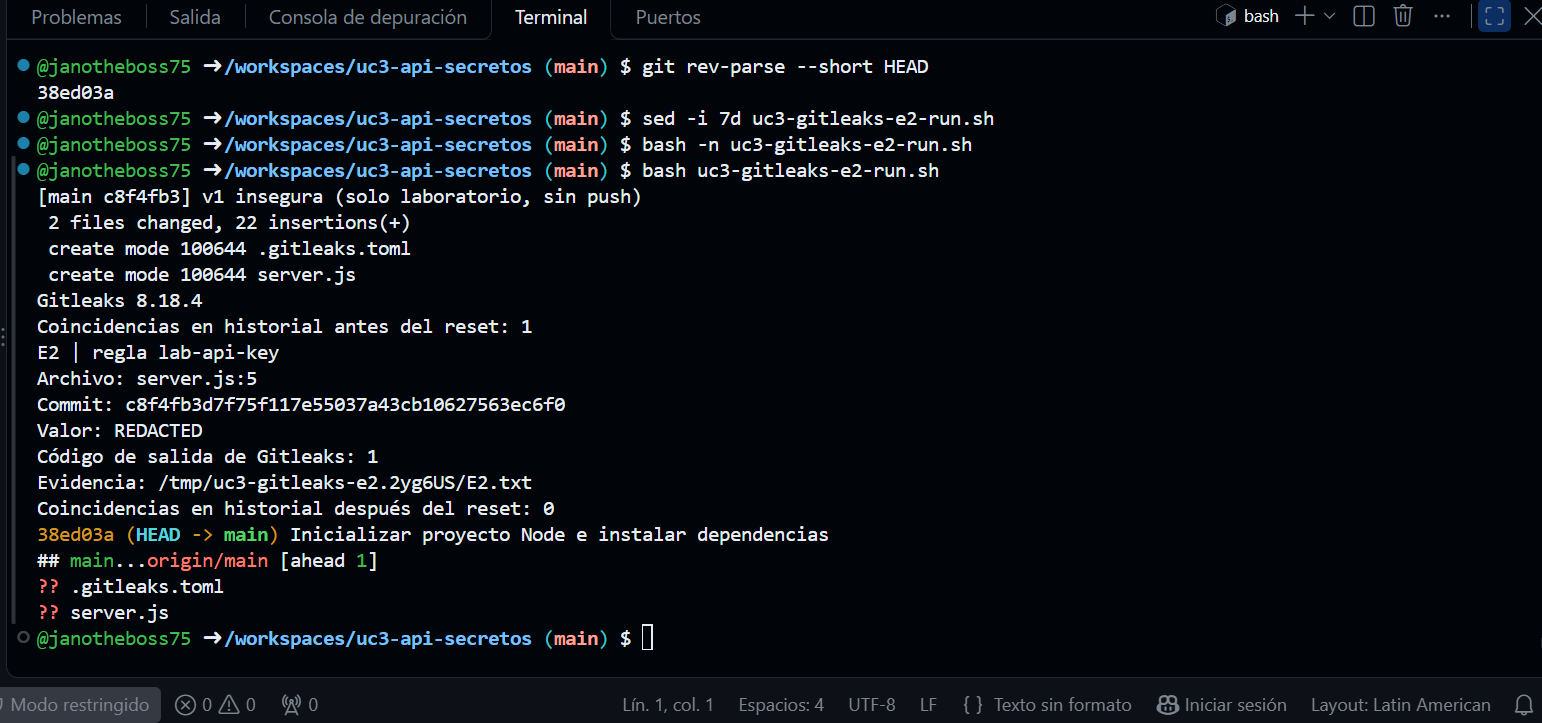 Problemas Salida Consola de depuración Terminal Puertos bash
@janotheboss75 ➜/workspaces/uc3-api-secretos (main) $ git rev-parse --short HEAD
38ed03a
@janotheboss75 ➜/workspaces/uc3-api-secretos (main) $ sed -i 7d uc3-gitleaks-e2-run.sh
@janotheboss75 ➜/workspaces/uc3-api-secretos (main) $ bash -n uc3-gitleaks-e2-run.sh
@janotheboss75 ➜/workspaces/uc3-api-secretos (main) $ bash uc3-gitleaks-e2-run.sh
[main c8f4fb3] v1 insegura (solo laboratorio, sin push)
2 files changed, 22 insertions(+)
create mode 100644 .gitleaks.toml
create mode 100644 server.js
Gitleaks 8.18.4
Coincidencias en historial antes del reset: 1
E2 | regla lab-api-key
Archivo: server.js:5
Commit: c8f4fb3d7f75f117e55037a43cb10627563ec6f0
Valor: REDACTED
Código de salida de Gitleaks: 1
Evidencia: /tmp/uc3-gitleaks-e2.2yg6US/E2.txt
Coincidencias en historial después del reset: 0
38ed03a (HEAD -> main) Inicializar proyecto Node e instalar dependencias
## main...origin/main [ahead 1]
?? .gitleaks.toml
?? server.js
@janotheboss75 ➜/workspaces/uc3-api-secretos (main) $
Modo restringido 0 0 0 Lín. 1, col. 1 Espacios: 4 UTF-8 LF { } Texto sin formato Iniciar sesión Layout: Latin American